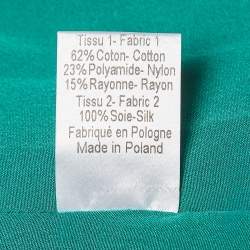 Tissu 1- Fabric 1
62%Coton- Cotton
23%Polyamide- Nylon
15%Rayonne- Rayon
Tissu 2- Fabric 2
100%Soie-Silk
Fabriqué en Pologne
Made in Poland